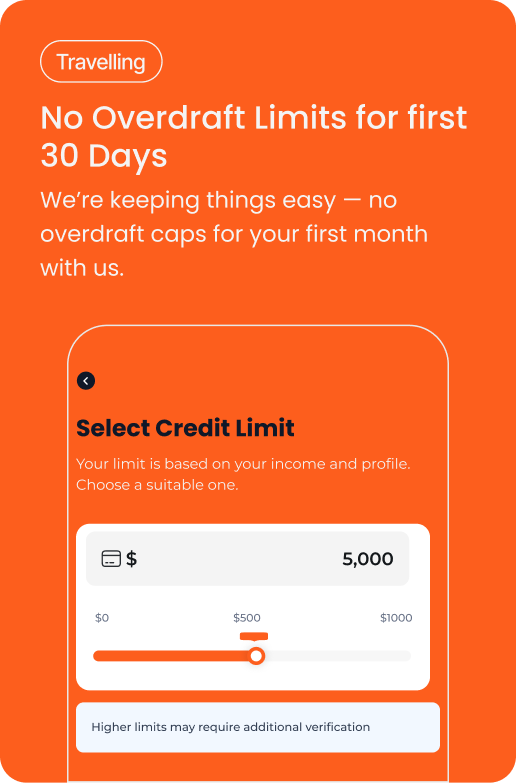 Travelling
No Overdraft Limits for first
30 Days
We’re keeping things easy — no
overdraft caps for your first month
with us.
Select Credit Limit
Your limit is based on your income and profile.
Choose a suitable one.
$ 5,000
$0 $500 $1000
Higher limits may require additional verification